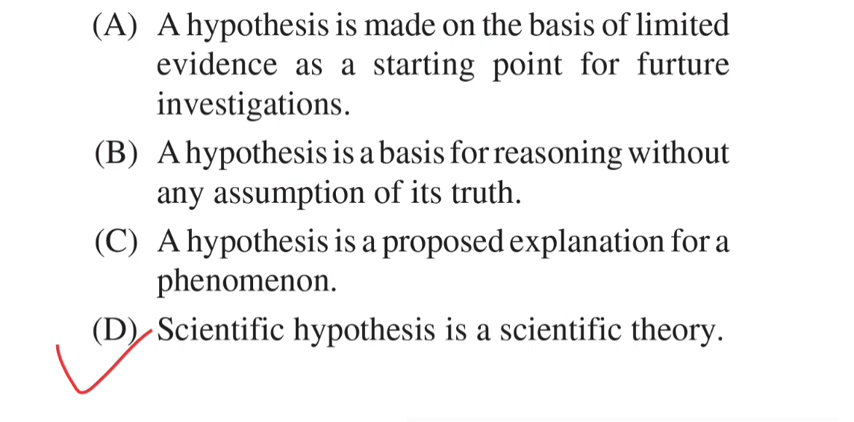 (A) A hypothesis is made on the basis of limited
evidence as a starting point for furture
investigations.
(B) A hypothesis is a basis for reasoning without
any assumption of its truth.
(C) A hypothesis is a proposed explanation for a
phenomenon.
(D) Scientific hypothesis is a scientific theory.